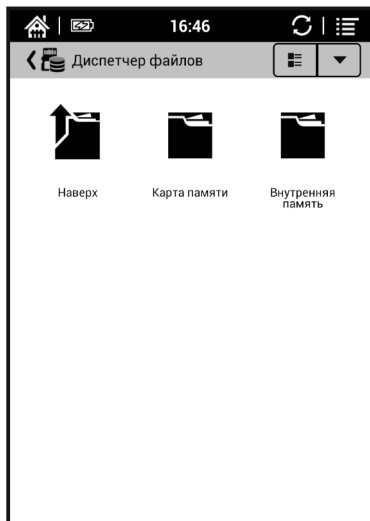 16:46
Диспетчер файлов
Наверх
Карта памяти
Внутренняя
память